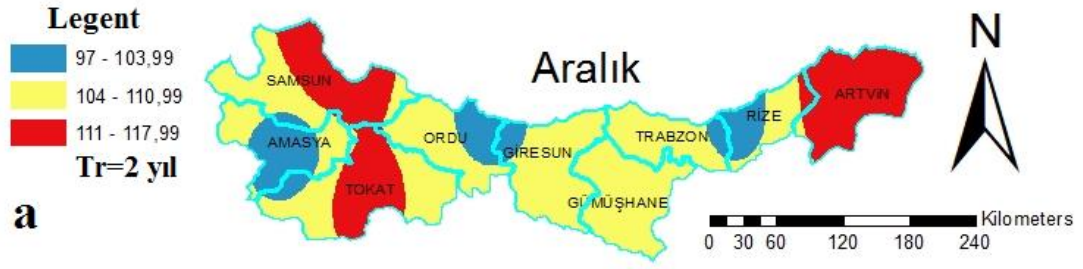 Legent
97 - 103,99
104 - 110,99
111 - 117,99
Tr=2 yıl
a
Aralık
N
SAMSUN
AMASYA
TOKAT
ORDU
GİRESUN
GÜMÜŞHANE
TRABZON
RİZE
ARTVİN
Kilometers
0 30 60 120 180 240